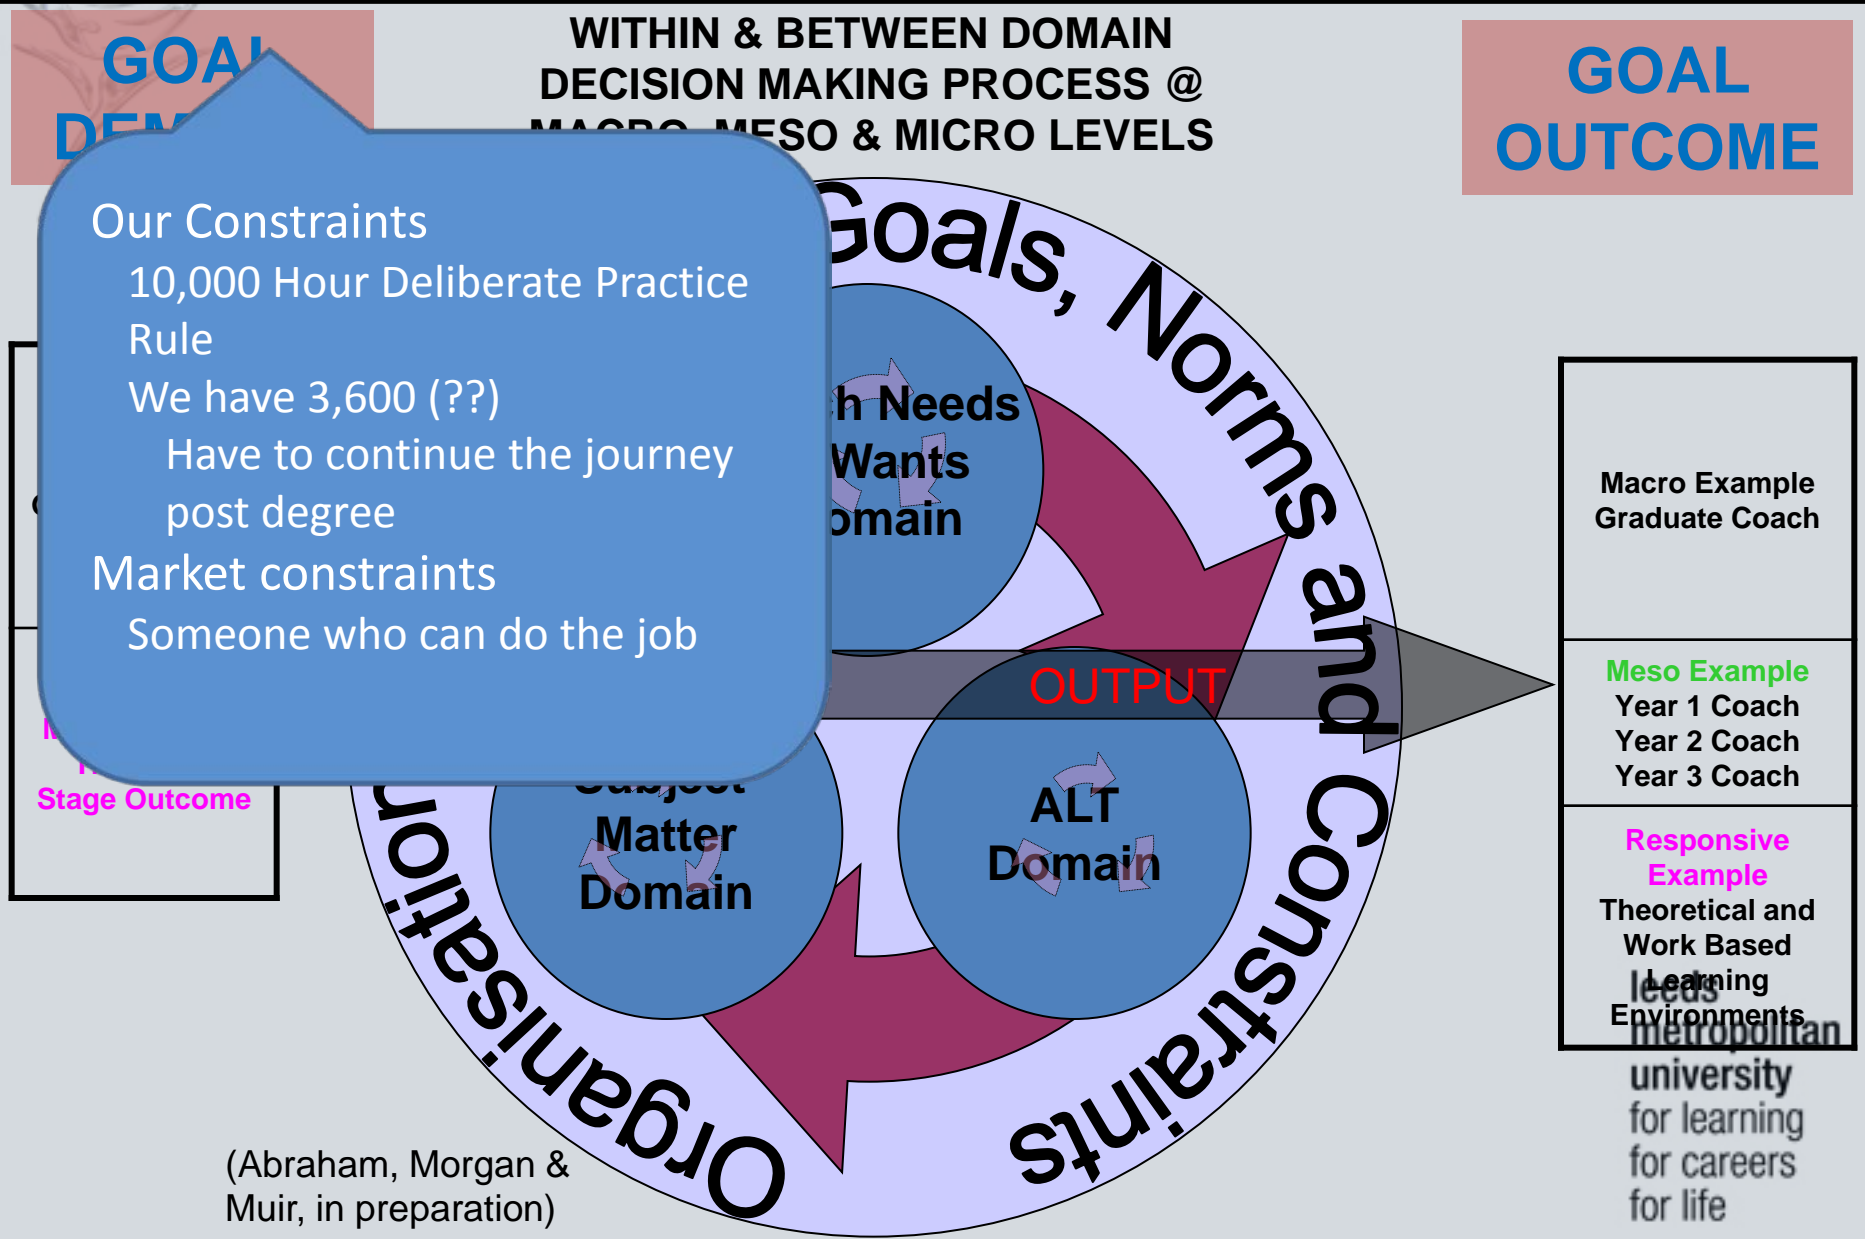 WITHIN & BETWEEN DOMAIN
DECISION MAKING PROCESS @
MESO & MICRO LEVELS
GOAL
GOAL
OUTCOME
Our Constraints
10,000 Hour Deliberate Practice
Rule
We have 3,600 (??)
Have to continue the journey
post degree
Market constraints
Someone who can do the job
Stage Outcome
Goals, Norms and Constraints
Organisation
Needs
Wants
OUTPUT
Subject
Matter
Domain
ALT
Domain
Macro Example
Graduate Coach
Meso Example
Year 1 Coach
Year 2 Coach
Year 3 Coach
Responsive
Example
Theoretical and
Work Based
Learning
Environments
leeds
metropolitan
university
for learning
for careers
for life
(Abraham, Morgan &
Muir, in preparation)